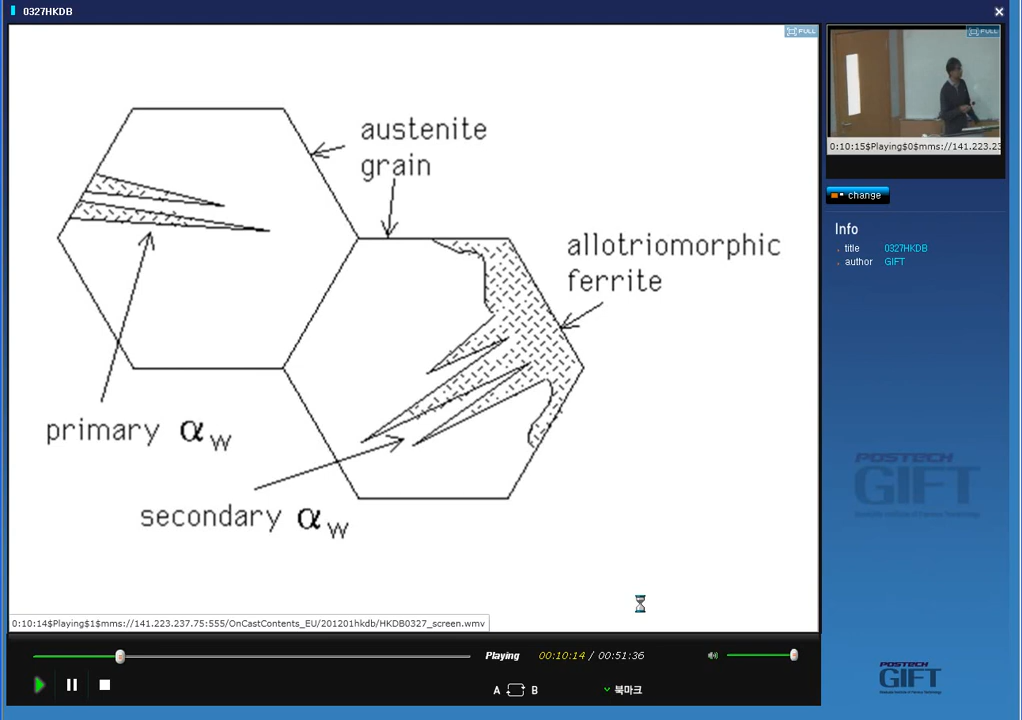 0327HKDB
FULL
FULL
austenite
grain
allotriomorphic
ferrite
primary αw
secondary αw
0:10:15$Playing$0$mms://141.223.23
change
Info
title 0327HKDB
author GIFT
POSTECH
GIFT
0:10:14$Playing$1$mms://141.223.237.75:555/OnCastContents_EU/201201hkdb/HKDB0327_screen.wmv
Playing 00:10:14 / 00:51:36
A B
북마크
POSTECH
GIFT